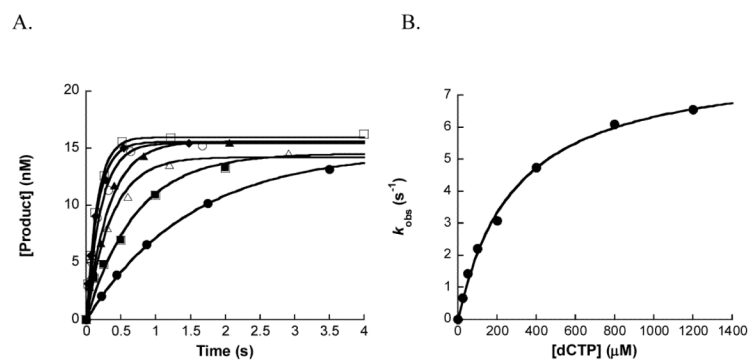 A.
B.
20
15
10
5
0
[Product] (nM)
0 0.5 1 1.5 2 2.5 3 3.5 4
Time (s)
7
6
5
4
3
2
1
0
kobs (s-1)
0 200 400 600 800 1000 1200 1400
[dCTP] (μM)